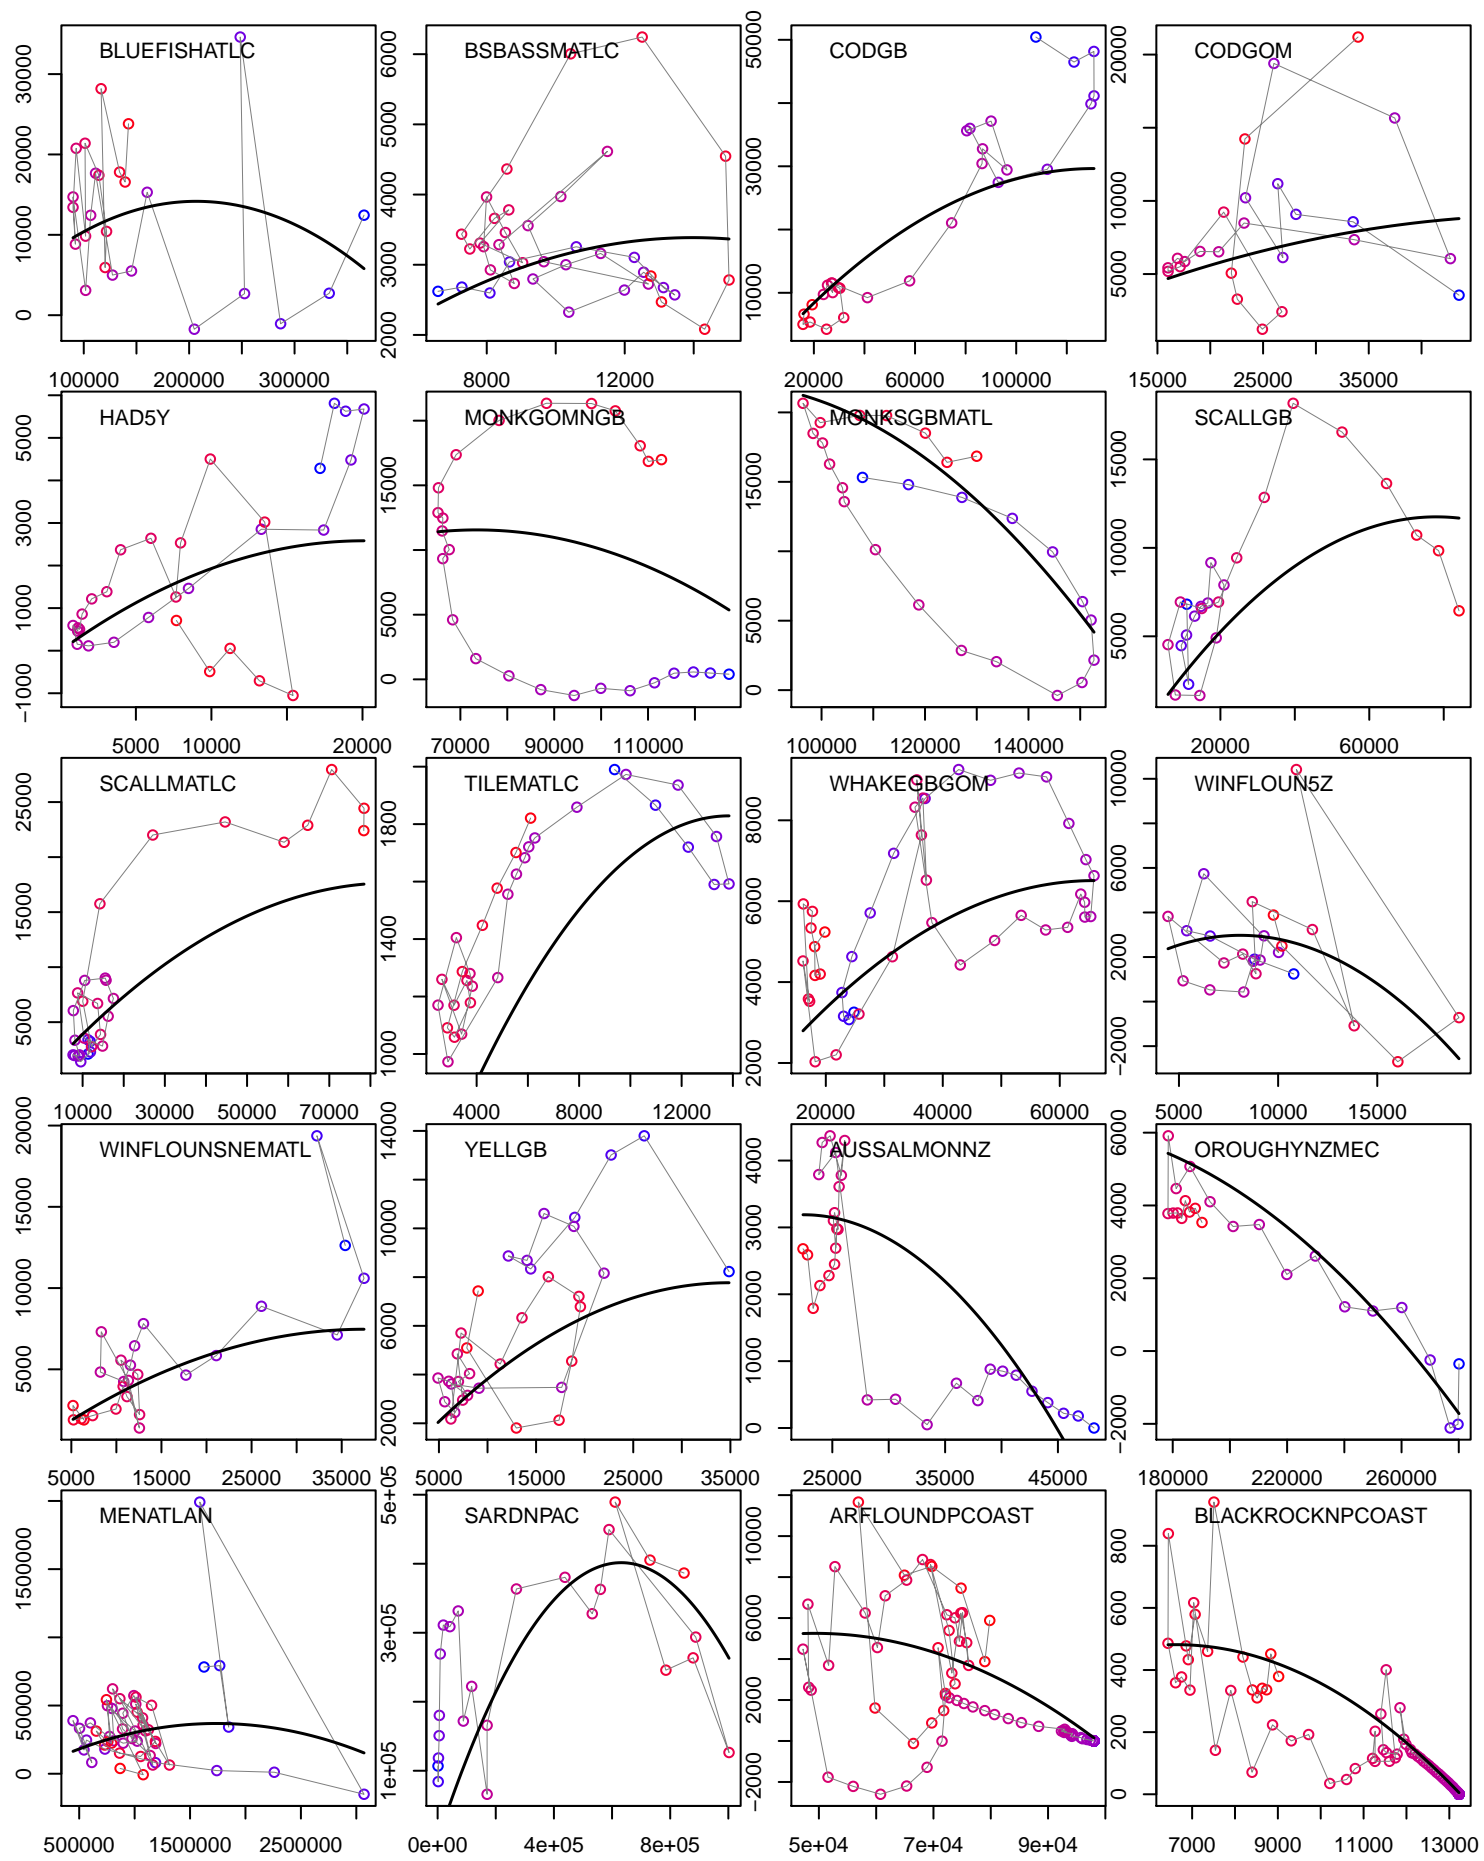 BLUEFISHATLC
0 10000 20000 30000
100000 200000 300000
BSBASSMATLC
2000 3000 4000 5000 6000
8000 12000
CODGB
10000 30000 50000
20000 60000 100000
CODGOM
5000 10000 20000
15000 25000 35000
HAD5Y
−1000 1000 3000 5000
5000 10000 20000
MONKGOMNGB
0 5000 15000
70000 90000 110000
MONKSGBMATL
0 5000 15000
100000 120000 140000
SCALLGB
5000 10000 15000
20000 60000
SCALLMATLC
5000 15000 25000
10000 30000 50000 70000
TILEMATLC
1000 1400 1800
4000 8000 12000
WHAKEGBGOM
2000 4000 6000 8000
20000 40000 60000
WINFLOUN5Z
−2000 2000 6000 10000
5000 10000 15000
WINFLOUNSNEMATL
5000 10000 15000 20000
5000 15000 25000 35000
YELLGB
2000 6000 10000 14000
5000 15000 25000 35000
AUSSALMONNZ
0 1000 2000 3000 4000
25000 35000 45000
OROUGHYNZMEC
−2000 0 2000 4000 6000
180000 220000 260000
MENATLAN
0 500000 1500000
500000 1500000 2500000
SARDNPAC
1e+05 3e+05 5e+05
0e+00 4e+05 8e+05
ARFLOUNDPCOAST
−2000 2000 6000 10000
5e+04 7e+04 9e+04
BLACKROCKNPCOAST
0 200 400 600 800
7000 9000 11000 13000